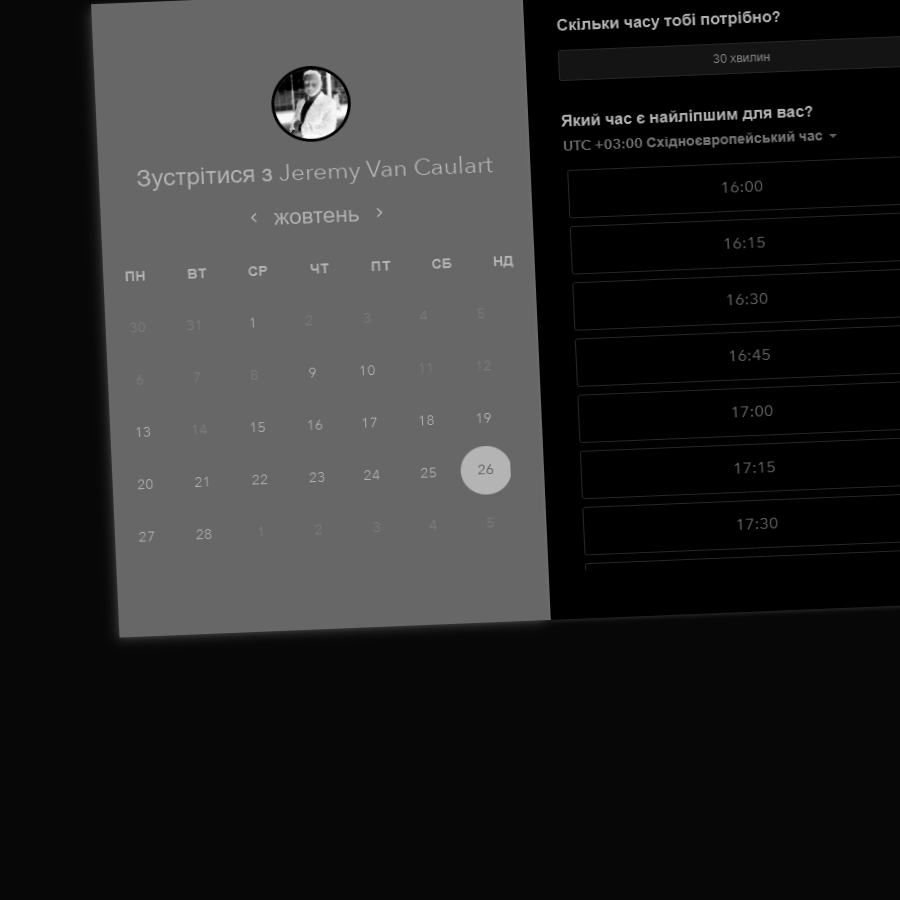 Зустрітися з Jeremy Van Caulart
‹ жовтень ›
ПН ВТ СР ЧТ ПТ СБ НД
30 31 1 2 3 4 5
6 7 8 9 10 11 12
13 14 15 16 17 18 19
20 21 22 23 24 25 26
27 28 1 2 3 4 5
Скільки часу тобі потрібно?
30 хвилин
Який час є найліпшим для вас?
UTC +03:00 Східноєвропейський час
16:00
16:15
16:30
16:45
17:00
17:15
17:30